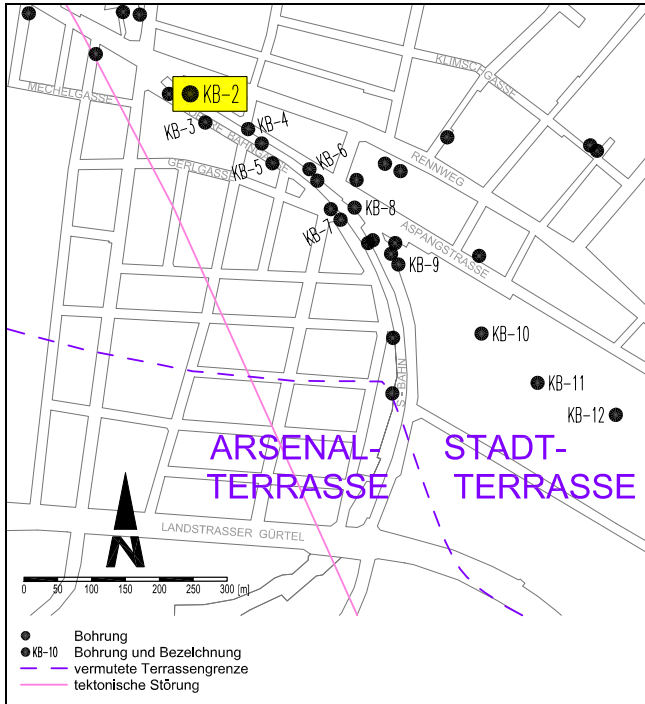 KLIMSCHGASSE
MECHELGASSE
KB-2
KB-3
KB-4
OBERE BAHNGASSE
RENNWEG
KB-6
GERLGASSE
KB-5
KB-8
KB-7
ASPANGSTRASSE
KB-9
KB-10
S-BAHN
KB-11
KB-12
ARSENAL-
TERRASSE
STADT-
TERRASSE
LANDSTRASSER GÜRTEL
N
0 50 100 150 200 250 300 [m]
Bohrung
KB-10 Bohrung und Bezeichnung
vermutete Terrassengrenze
tektonische Störung